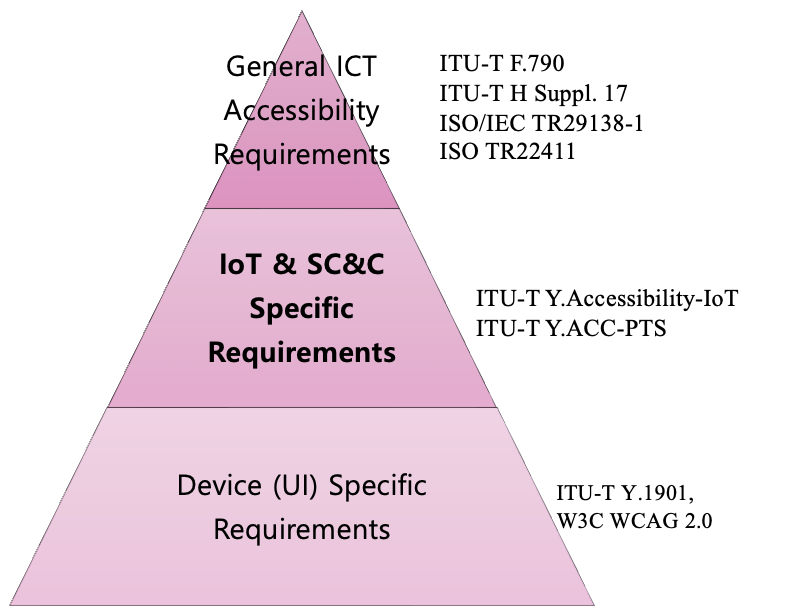 General ICT
Accessibility
Requirements
ITU-T F.790
ITU-T H Suppl. 17
ISO/IEC TR29138-1
ISO TR22411
IoT & SC&C
Specific
Requirements
ITU-T Y.Accessibility-IoT
ITU-T Y.ACC-PTS
Device (UI) Specific
Requirements
ITU-T Y.1901,
W3C WCAG 2.0